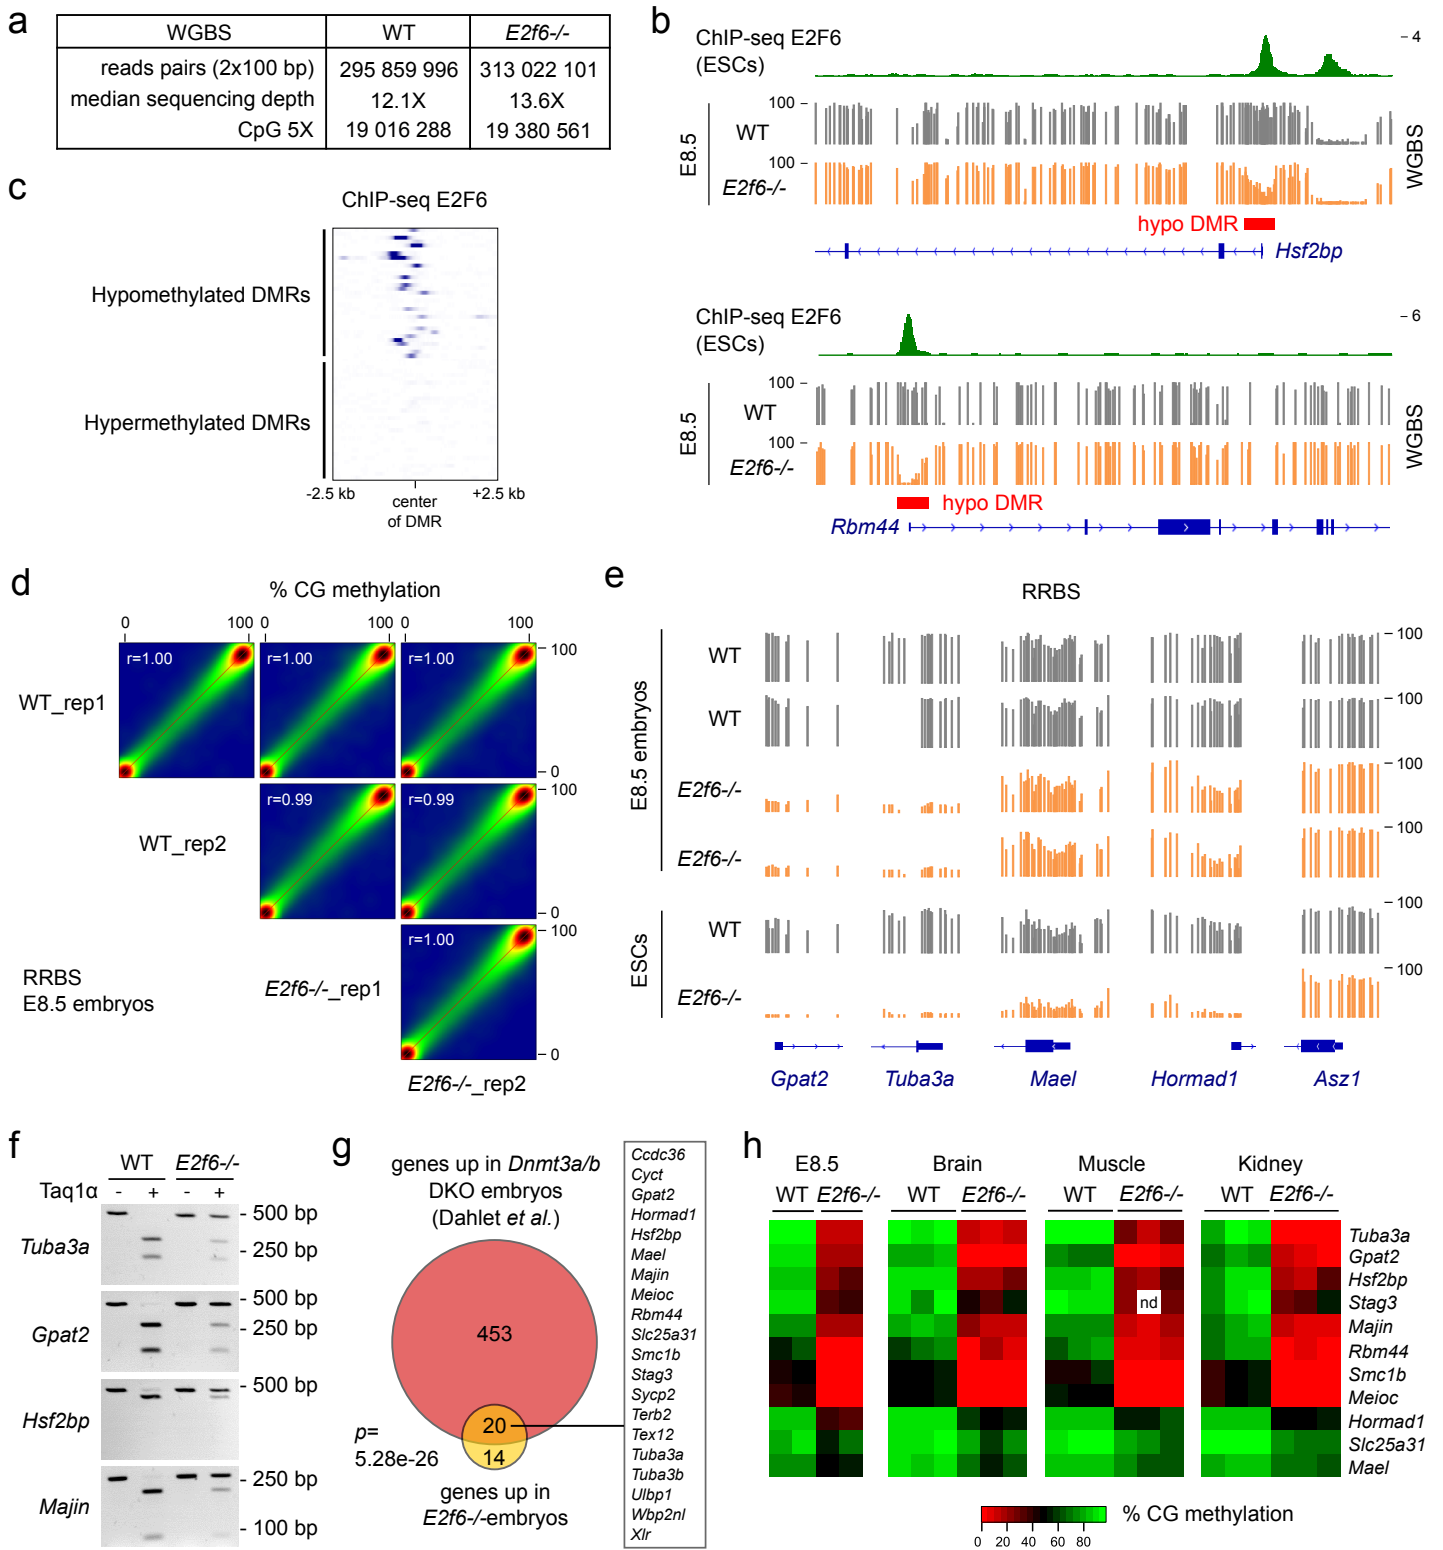 a
WGBS WT E2f6-/-
reads pairs (2x100 bp) 295 859 996 313 022 101
median sequencing depth 12.1X 13.6X
CpG 5X 19 016 288 19 380 561
b
ChIP-seq E2F6
(ESCs)
4
E8.5
WT
100
E2f6-/-
100
WGBS
hypo DMR
Hsf2bp
ChIP-seq E2F6
(ESCs)
6
E8.5
WT
100
E2f6-/-
100
WGBS
hypo DMR
Rbm44
c
ChIP-seq E2F6
Hypomethylated DMRs
Hypermethylated DMRs
-2.5 kb
center
of DMR
+2.5 kb
d
% CG methylation
0 100 0 100 0 100
WT_rep1
r=1.00 r=1.00 r=1.00
100
0
WT_rep2
r=0.99 r=0.99
100
0
RRBS
E8.5 embryos
E2f6-/-_rep1
r=1.00
100
0
E2f6-/-_rep2
e
RRBS
E8.5 embryos
WT
100
WT
100
E2f6-/-
100
E2f6-/-
100
ESCs
WT
100
E2f6-/-
100
Gpat2 Tuba3a Mael Hormad1 Asz1
f
WT E2f6-/-
Taq1α - + - +
Tuba3a
- 500 bp
- 250 bp
Gpat2
- 500 bp
- 250 bp
Hsf2bp
- 500 bp
Majin
- 250 bp
- 100 bp
g
genes up in Dnmt3a/b
DKO embryos
(Dahlet et al.)
453
20
14
p=
5.28e-26
genes up in
E2f6-/-embryos
Ccdc36
Cyct
Gpat2
Hormad1
Hsf2bp
Mael
Majin
Meioc
Rbm44
Slc25a31
Smc1b
Stag3
Sycp2
Terb2
Tex12
Tuba3a
Tuba3b
Ulbp1
Wbp2nl
Xlr
h
E8.5 Brain Muscle Kidney
WT E2f6-/- WT E2f6-/- WT E2f6-/- WT E2f6-/-
Tuba3a
Gpat2
Hsf2bp
nd
Stag3
Majin
Rbm44
Smc1b
Meioc
Hormad1
Slc25a31
Mael
% CG methylation
0 20 40 60 80